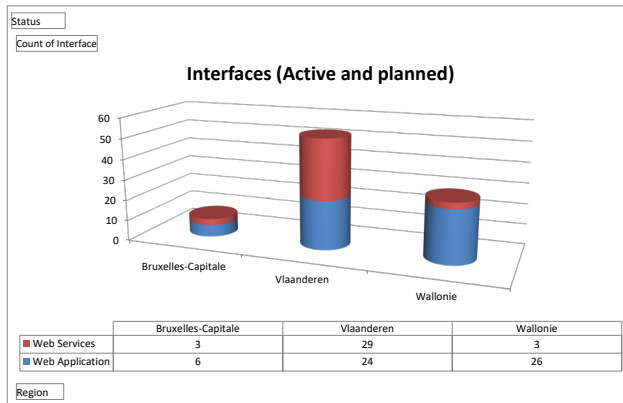 Status
Count of Interface
Interfaces (Active and planned)
60
50
40
30
20
10
0
Bruxelles-Capitale
Vlaanderen
Wallonie
Bruxelles-Capitale Vlaanderen Wallonie
Web Services 3 29 3
Web Application 6 24 26
Region